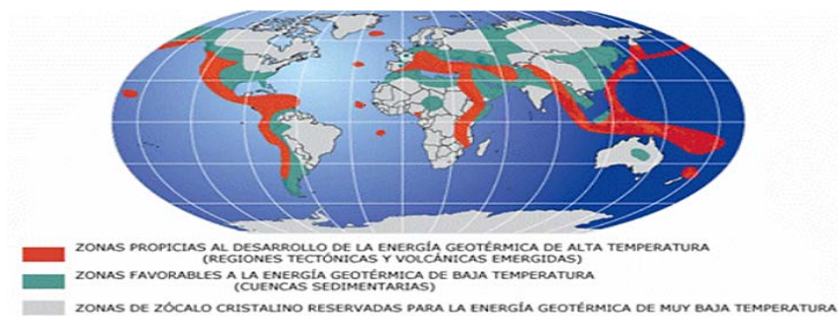 ZONAS PROPICIAS AL DESARROLLO DE LA ENERGÍA GEOTÉRMICA DE ALTA TEMPERATURA
(REGIONES TECTÓNICAS Y VOLCÁNICAS EMERGIDAS)
ZONAS FAVORABLES A LA ENERGÍA GEOTÉRMICA DE BAJA TEMPERATURA
(CUENCAS SEDIMENTARIAS)
ZONAS DE ZÓCALO CRISTALINO RESERVADAS PARA LA ENERGÍA GEOTÉRMICA DE MUY BAJA TEMPERATURA